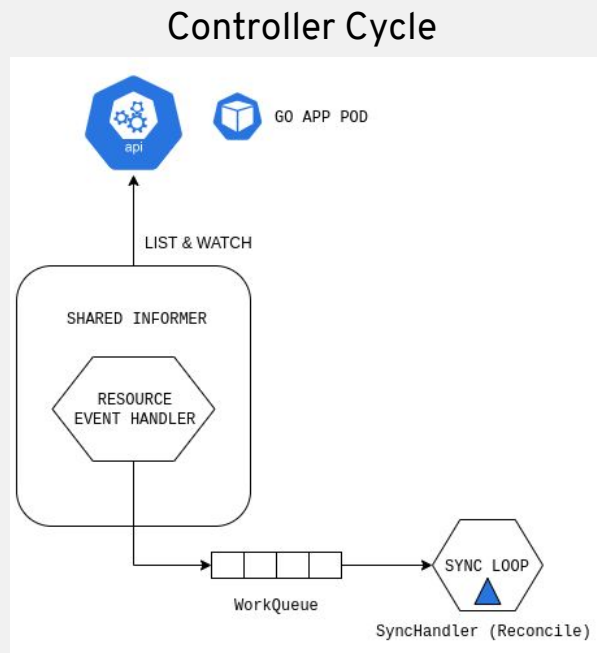 Controller Cycle
api
GO APP POD
LIST & WATCH
SHARED INFORMER
RESOURCE
EVENT HANDLER
SYNC LOOP
WorkQueue
SyncHandler (Reconcile)